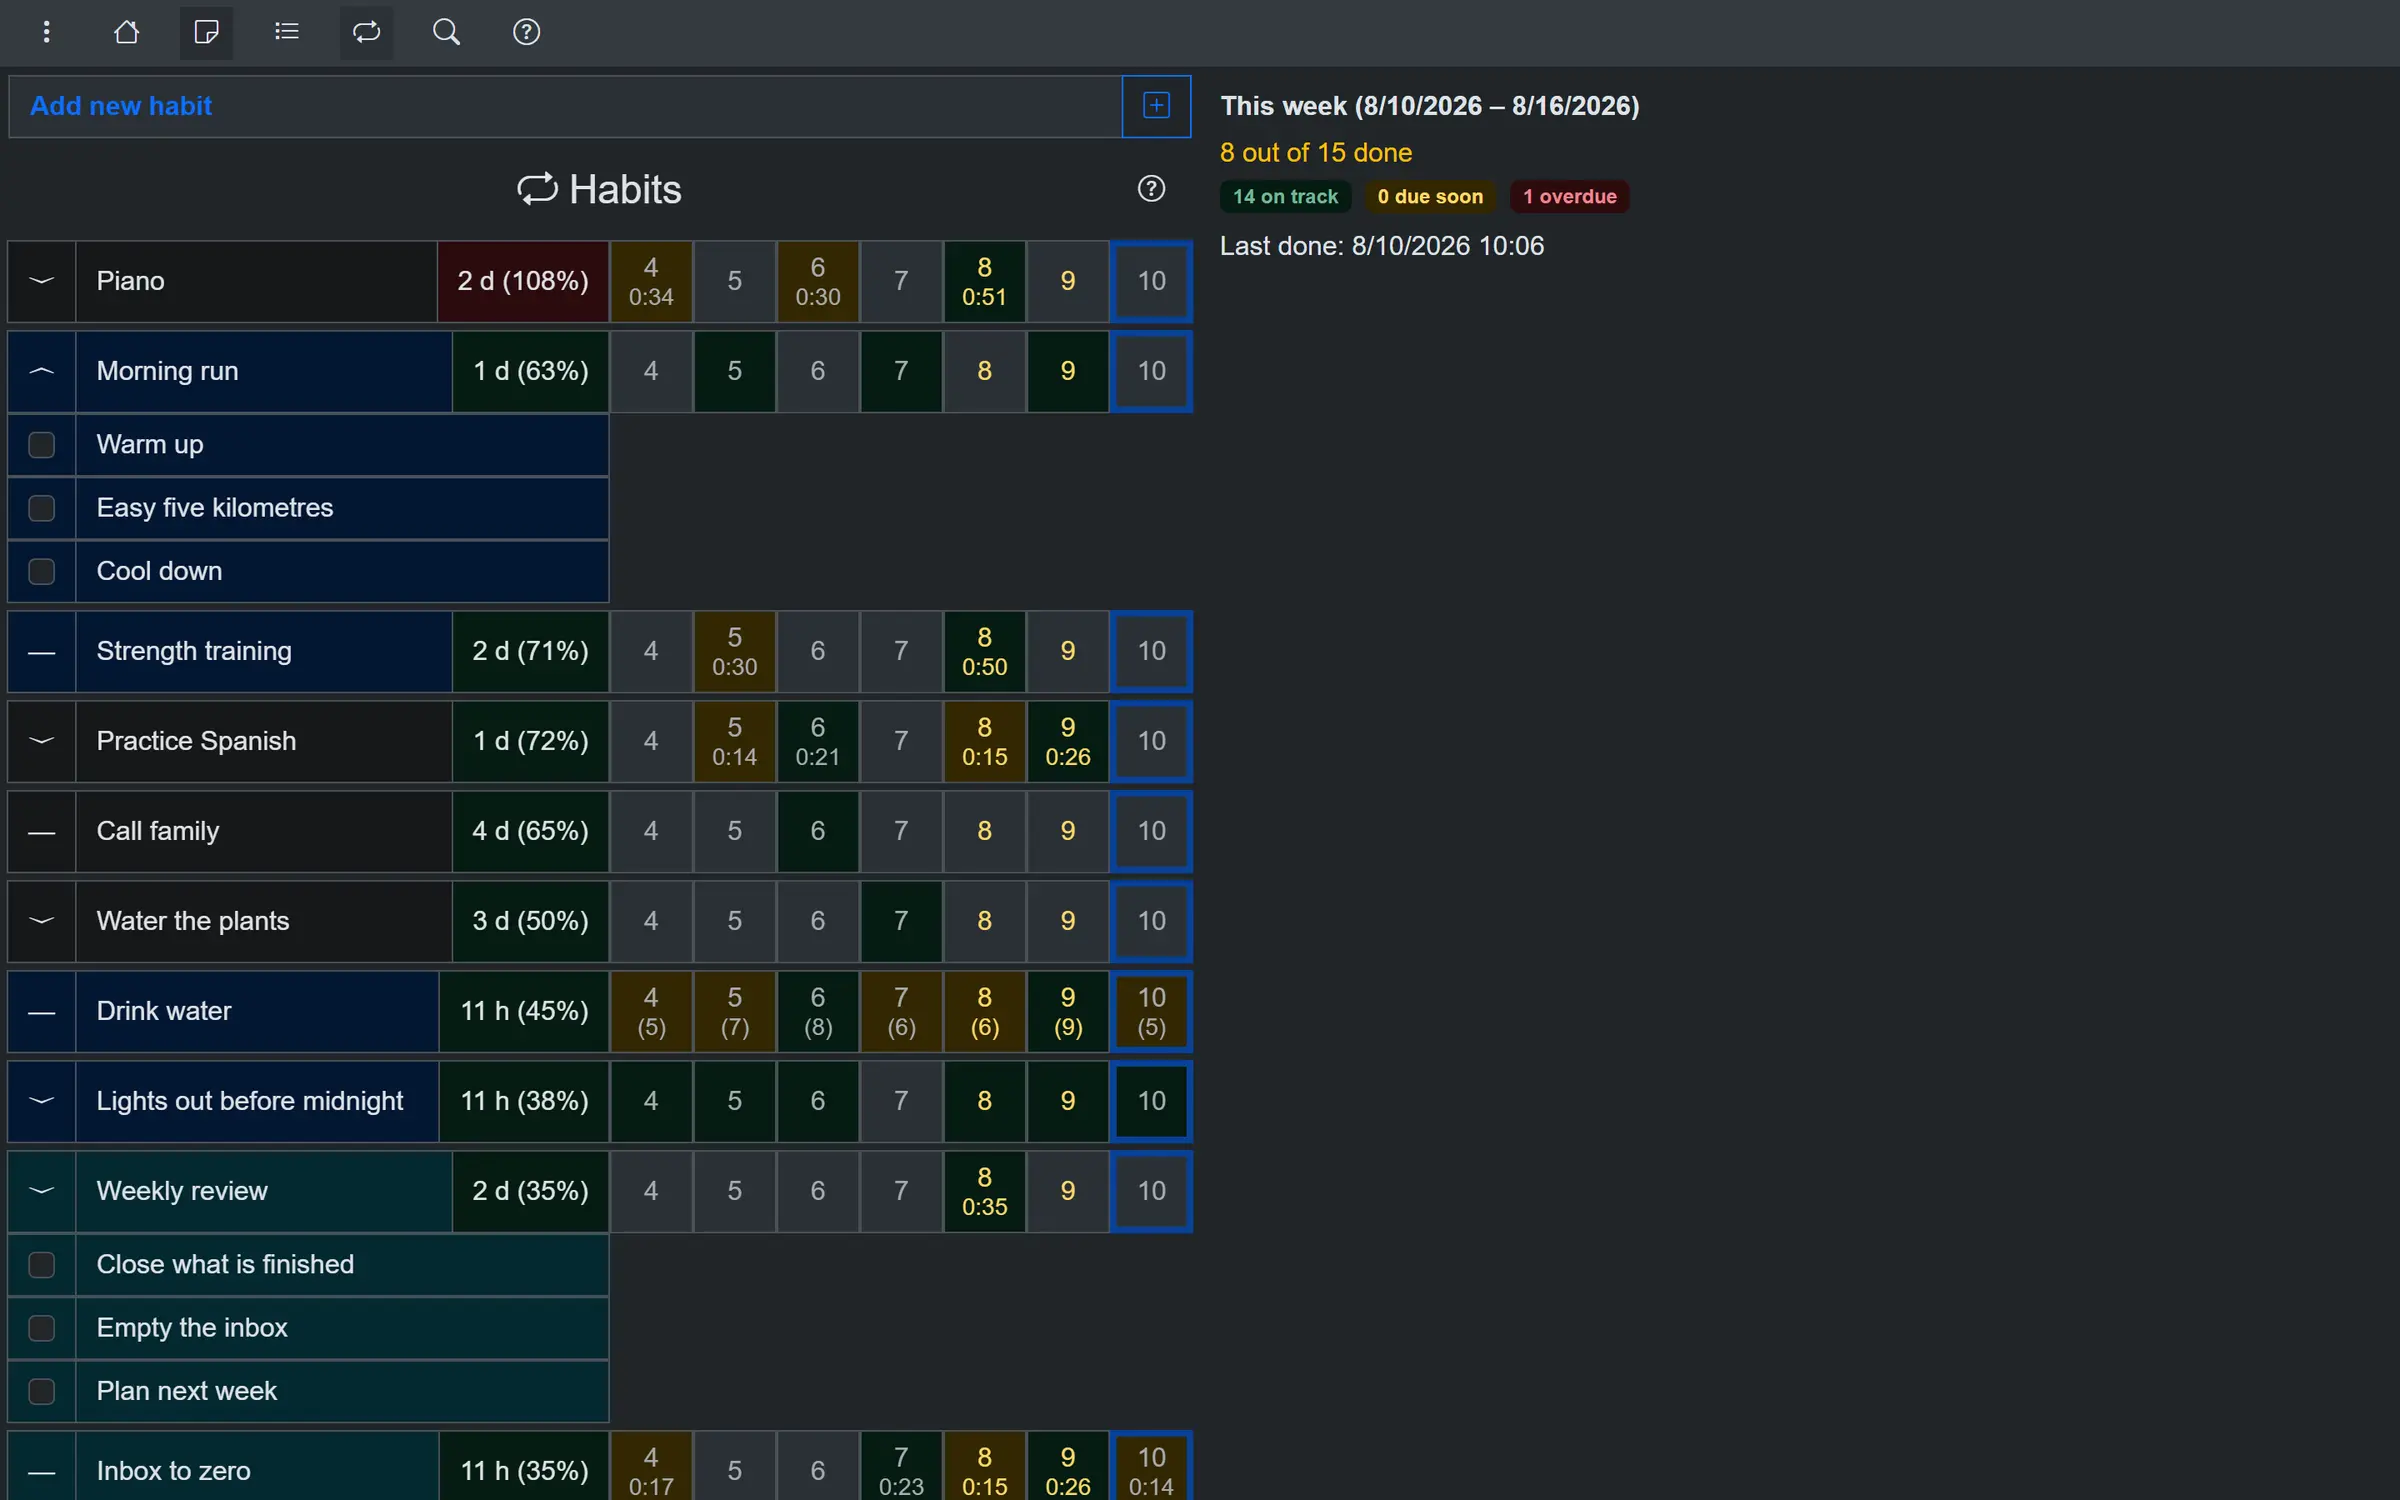 Add new habit
Habits
Piano 2 d (108%) 4 0:34 5 6 0:30 7 8 0:51 9 10
Morning run 1 d (63%) 4 5 6 7 8 9 10
Warm up
Easy five kilometres
Cool down
Strength training 2 d (71%) 4 5 0:30 6 7 8 0:50 9 10
Practice Spanish 1 d (72%) 4 5 0:14 6 0:21 7 8 0:15 9 0:26 10
Call family 4 d (65%) 4 5 6 7 8 9 10
Water the plants 3 d (50%) 4 5 6 7 8 9 10
Drink water 11 h (45%) 4 (5) 5 (7) 6 (8) 7 (6) 8 (6) 9 (9) 10 (5)
Lights out before midnight 11 h (38%) 4 5 6 7 8 9 10
Weekly review 2 d (35%) 4 5 6 7 8 0:35 9 10
Close what is finished
Empty the inbox
Plan next week
Inbox to zero 11 h (35%) 4 0:17 5 6 7 0:23 8 0:15 9 0:26 10 0:14
This week (8/10/2026 – 8/16/2026)
8 out of 15 done
14 on track 0 due soon 1 overdue
Last done: 8/10/2026 10:06